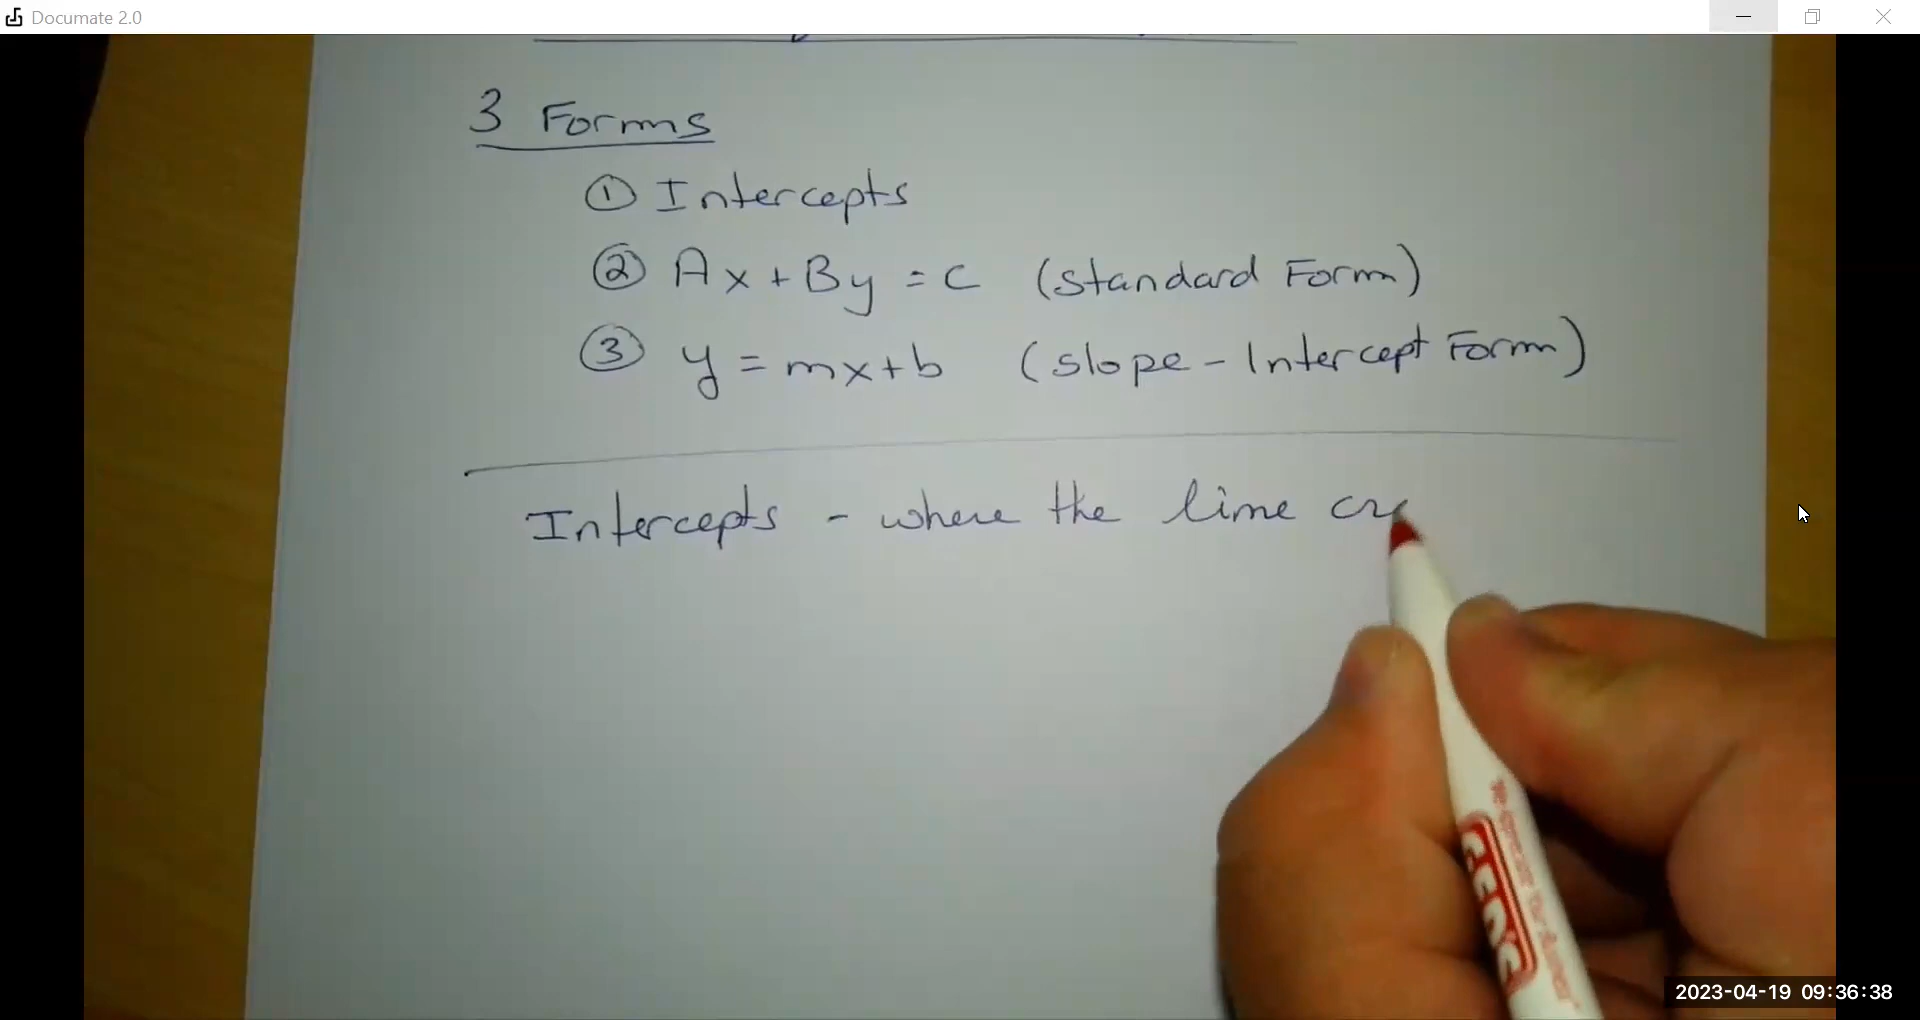 Documate 2.0
3 Forms
① Intercepts
② Ax + By = C (Standard Form)
③ y = mx + b (Slope - Intercept Form)
Intercepts - where the line cr
2023-04-19 09:36:38